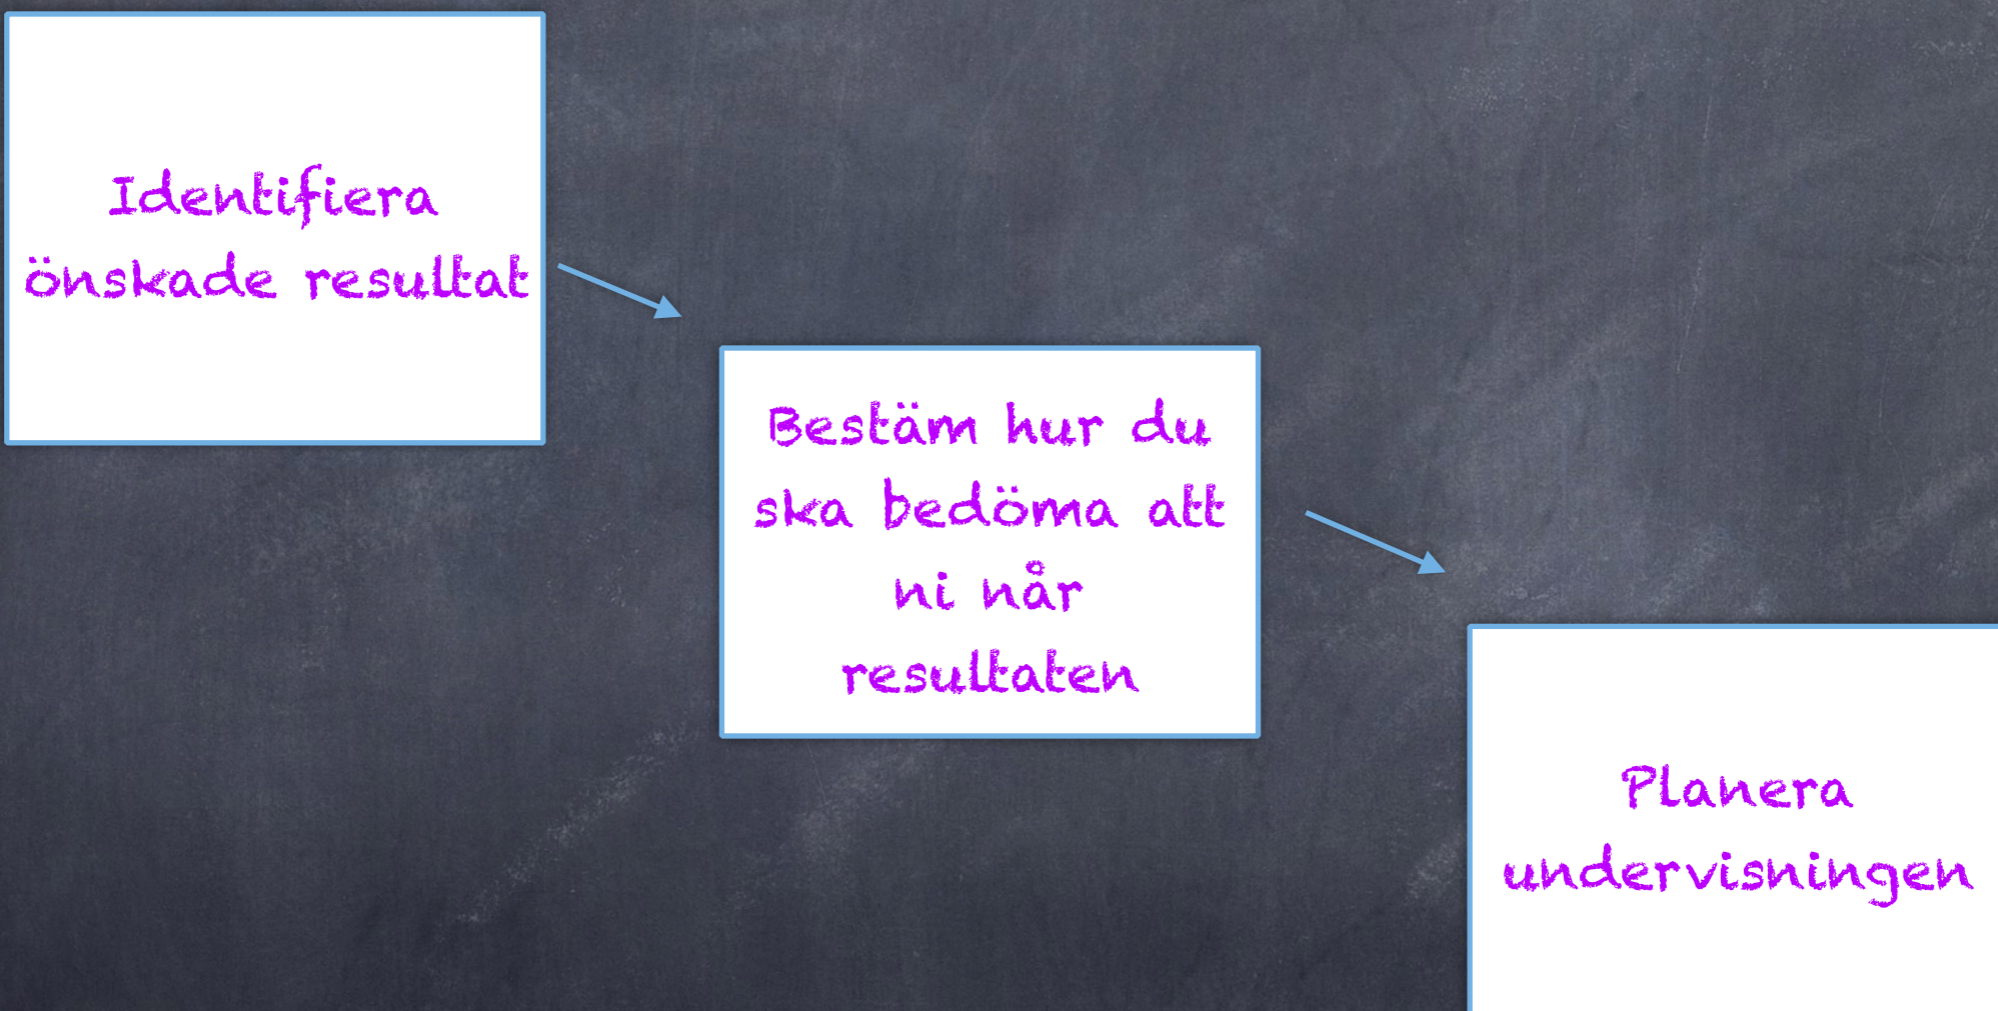 Identifiera
önskade resultat
Bestäm hur du
ska bedöma att
ni når
resultaten
Planera
undervisningen